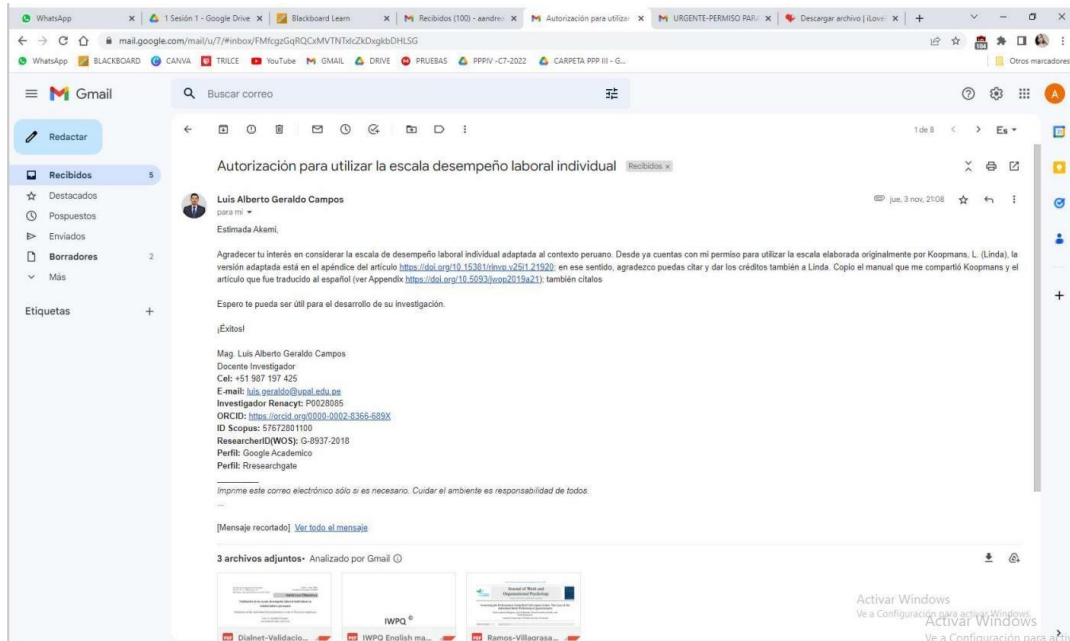 WhatsApp
1 Sesión 1 - Google Drive
Blackboard Learn
Recibidos (100) - aandreo
Autorización para utilizar
URGENTE-PERMISO PAR
Descargar archivo | iLove
mail.google.com/mail/u/7/#inbox/FMfcgzGqRQCxMVTNTxlcZkDxgkbDHLSG
WhatsApp BLACKBOARD CANVA TRILCE YouTube GMAIL DRIVE PRUEBAS PPPIV -C7-2022 CARPETA PPP III - G...
Otros marcadores
Gmail
Buscar correo
A
Redactar
1 de 8
Es
Recibidos 5
Destacados
Pospuestos
Enviados
Borradores 2
Más
Etiquetas
Autorización para utilizar la escala desempeño laboral individual Recibidos x
Luis Alberto Geraldo Campos
jue, 3 nov, 21:08
para mí
Estimada Akemi,
Agradecer tu interés en considerar la escala de desempeño laboral individual adaptada al contexto peruano. Desde ya cuentas con mi permiso para utilizar la escala elaborada originalmente por Koopmans, L. (Linda), la
versión adaptada está en el apéndice del artículo https://doi.org/10.15381/rinvp.v25i1.21920; en ese sentido, agradezco puedas citar y dar los créditos también a Linda. Copio el manual que me compartió Koopmans y el
artículo que fue traducido al español (ver Appendix https://doi.org/10.5093/jwop2019a21); también cítalos
Espero te pueda ser útil para el desarrollo de su investigación.
¡Éxitos!
Mag. Luis Alberto Geraldo Campos
Docente Investigador
Cel: +51 987 197 425
E-mail: luis.geraldo@upal.edu.pe
Investigador Renacyt: P0028085
ORCID: https://orcid.org/0000-0002-8366-689X
ID Scopus: 57672801100
ResearcherID(WOS): G-8937-2018
Perfil: Google Academico
Perfil: Rresearchgate
Imprime este correo electrónico sólo si es necesario. Cuidar el ambiente es responsabilidad de todos.
...
[Mensaje recortado] Ver todo el mensaje
3 archivos adjuntos • Analizado por Gmail
IWPQ ©
Journal of Work and
Organizational Psychology
PDF Dialnet-Validacio...
PDF IWPQ English ma...
PDF Ramos-Villagrasa...
Activar Windows
Ve a Configuración para activar Windows.
Activar Windows
Ve a Configuración para acti